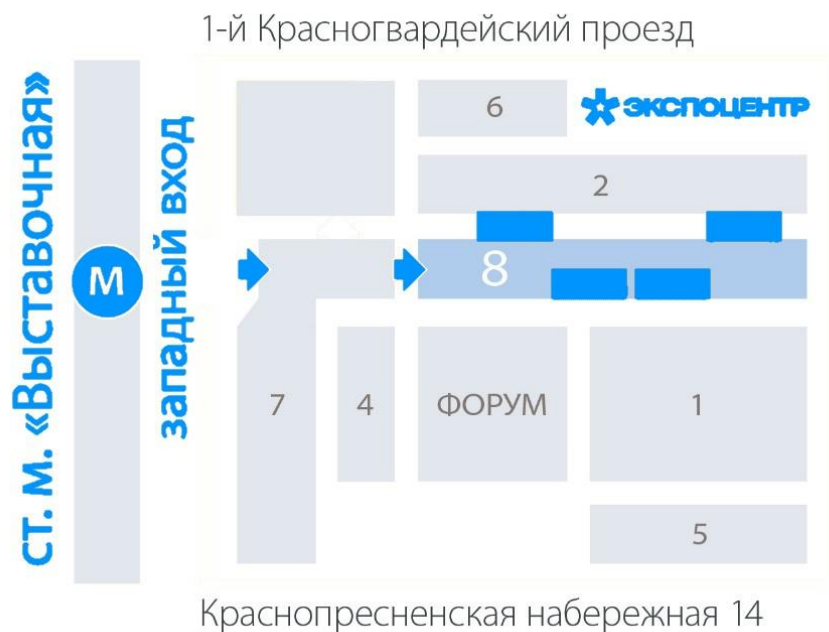 1-й Красногвардейский проезд
ст. м. «Выставочная»
М
западный вход
6
ЭКСПОЦЕНТР
2
8
7
4
ФОРУМ
1
5
Краснопресненская набережная 14